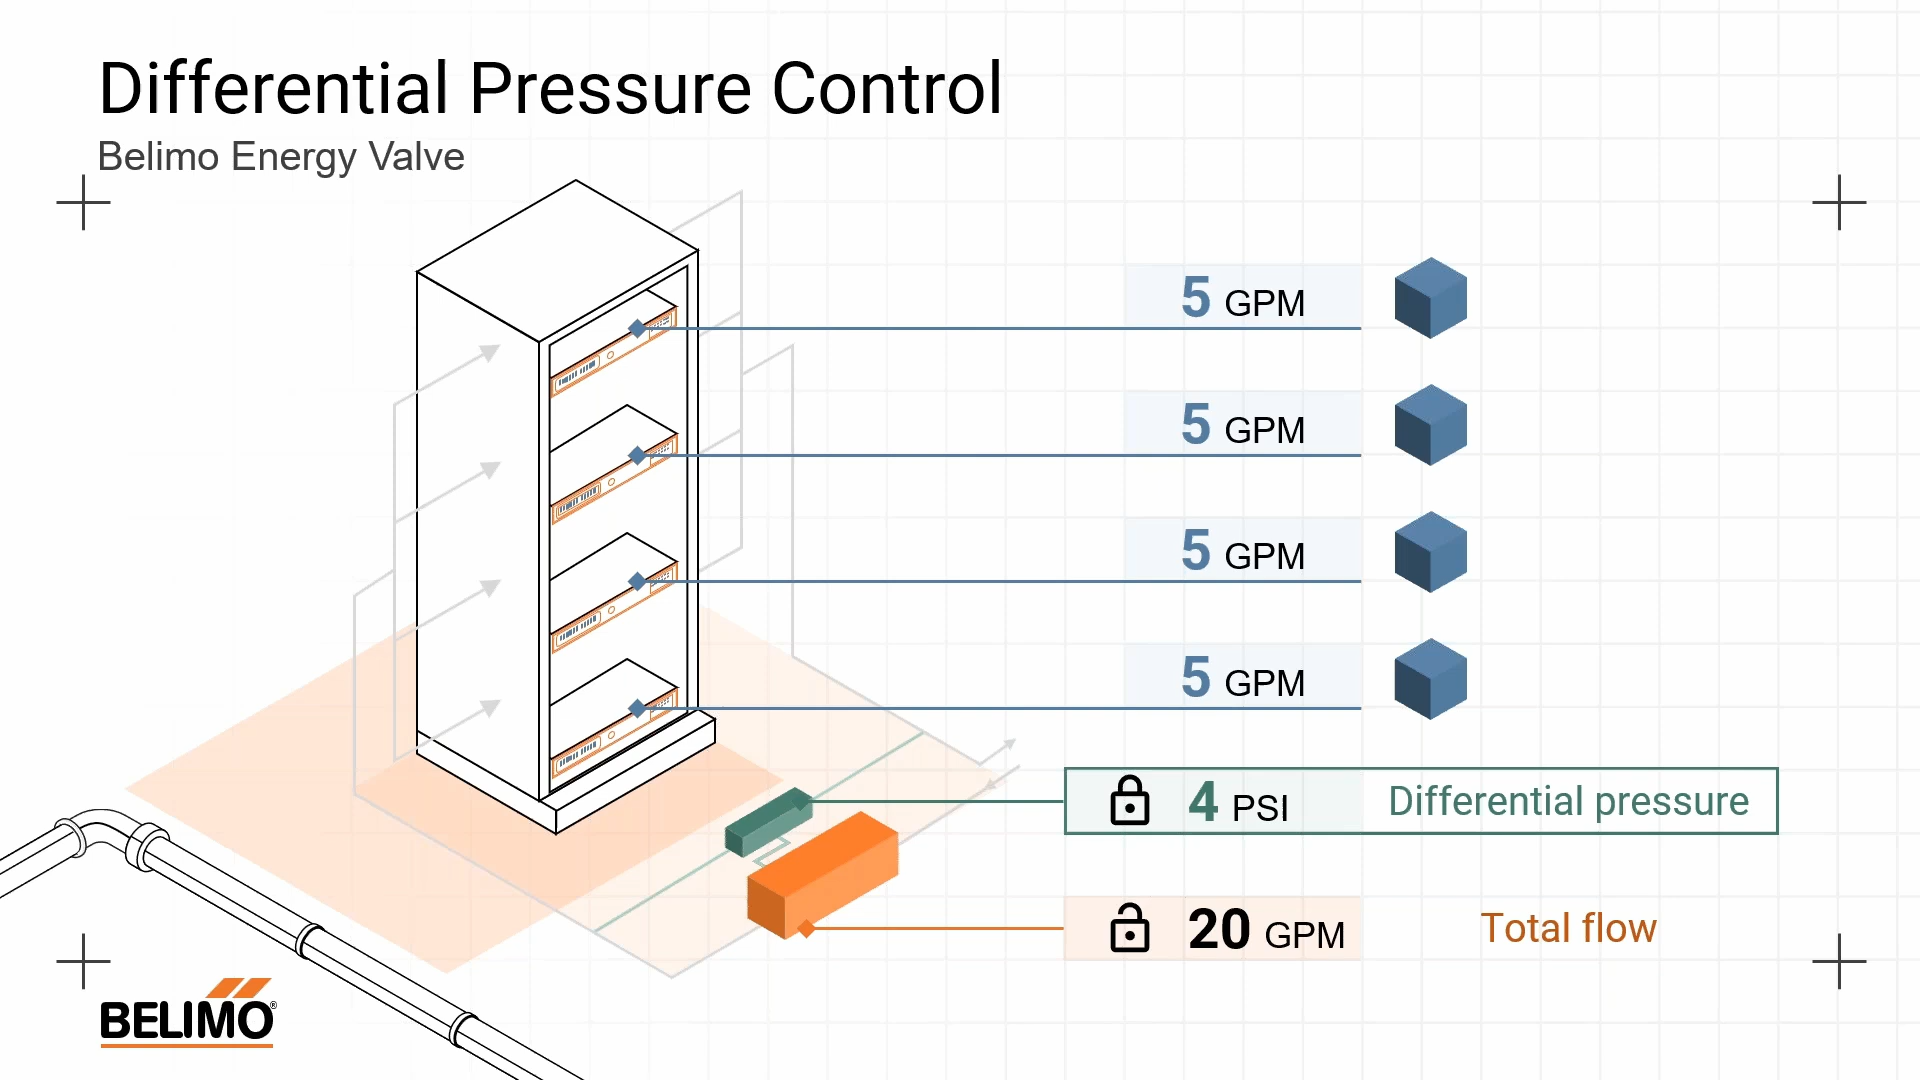 Differential Pressure Control
Belimo Energy Valve
5 GPM
5 GPM
5 GPM
5 GPM
4 PSI Differential pressure
20 GPM Total flow
BELIMO®